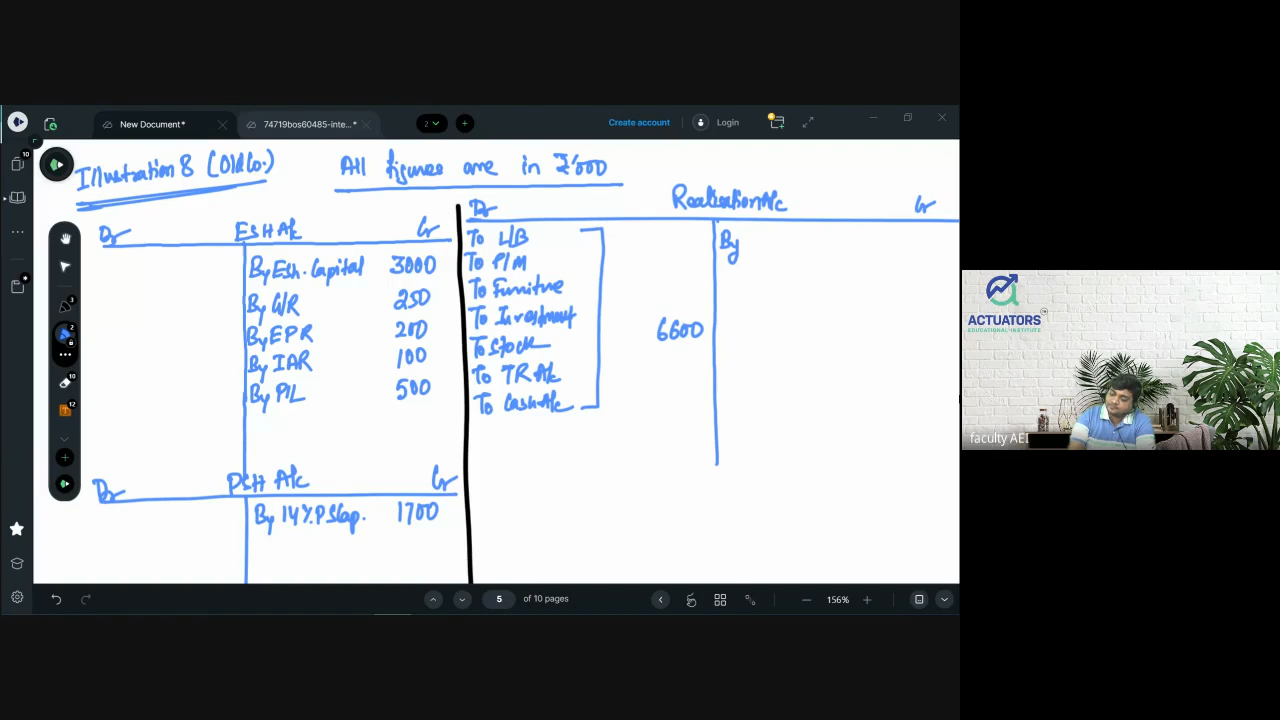 New Document*
74719bos60485-inte...*
2
Create account
Login
Illustration 8 (Old Co.)
All figures are in ₹'000
Dr
ESH A/c
Cr
By Esh. Capital 3000
By G/R 250
By EPR 200
By IAR 100
By P/L 500
Dr
PSH A/c
Cr
By 14% PSCap. 1700
Dr
Realisation A/c
Cr
To L/B
To P/M
To Furniture
To Investment
To Stock
To TR A/c
To Cash A/c
6600
By
5 of 10 pages
156%
ACTUATORS
EDUCATIONAL INSTITUTE
faculty AEI